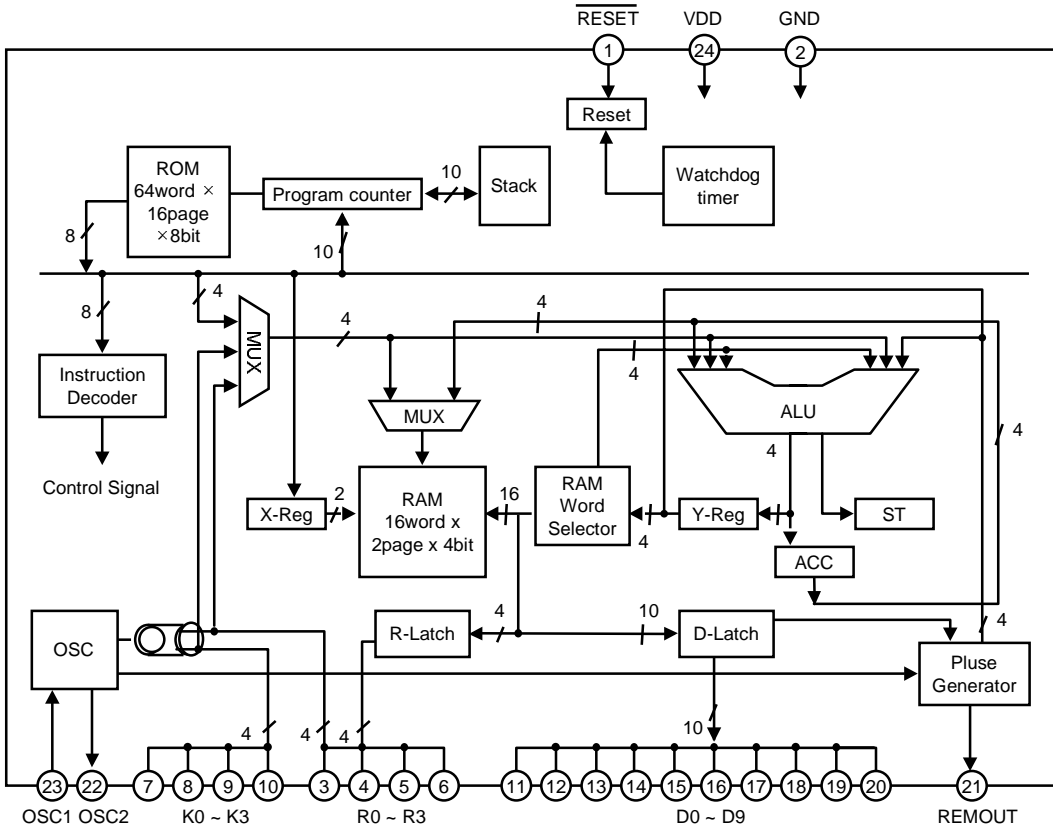 RESET VDD GND
1 24 2
Reset
ROM
64word ×
16page
×8bit
Program counter
10
Stack
Watchdog
timer
8
10
8
4
MUX
4
4
4
Instruction
Decoder
MUX
ALU
4
4
Control Signal
X-Reg
2
RAM
16word x
2page x 4bit
16
RAM
Word
Selector
4
Y-Reg
ST
ACC
OSC
R-Latch
4
10
D-Latch
4
Pluse
Generator
4
4
4
10
23 22 7 8 9 10 3 4 5 6 11 12 13 14 15 16 17 18 19 20 21
OSC1 OSC2 K0 ~ K3 R0 ~ R3 D0 ~ D9 REMOUT